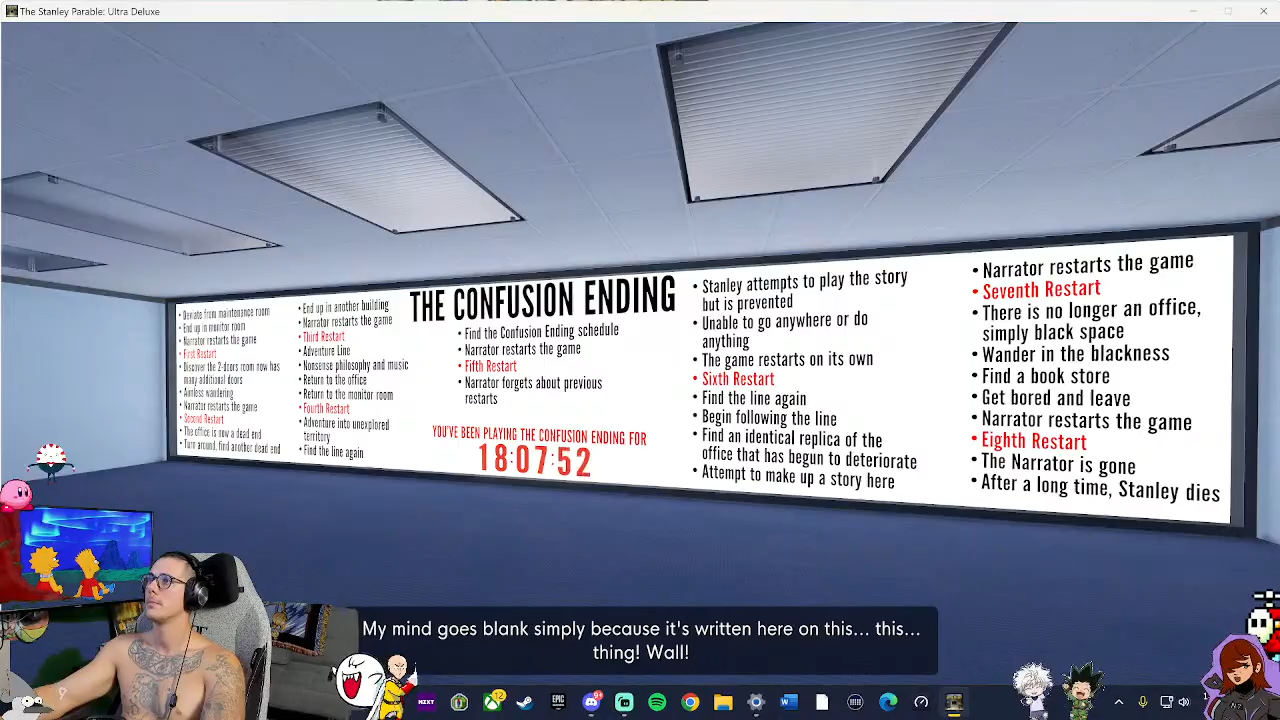 The Stanley Parable: Ultra Deluxe
• Deviate from maintenance room
• End up in monitor room
• Narrator restarts the game
• First Restart
• Discover the 2-doors room now has
many additional doors
• Aimless wandering
• Narrator restarts the game
• Second Restart
• The office is now a dead end
• Turn around, find another dead end
• End up in another building
• Narrator restarts the game
• Third Restart
• Adventure Line
• Nonsense philosophy and music
• Return to the office
• Return to the monitor room
• Fourth Restart
• Adventure into unexplored
territory
• Find the line again
THE CONFUSION ENDING
• Find the Confusion Ending schedule
• Narrator restarts the game
• Fifth Restart
• Narrator forgets about previous
restarts
YOU'VE BEEN PLAYING THE CONFUSION ENDING FOR
18:07:52
• Stanley attempts to play the story
but is prevented
• Unable to go anywhere or do
anything
• The game restarts on its own
• Sixth Restart
• Find the line again
• Begin following the line
• Find an identical replica of the
office that has begun to deteriorate
• Attempt to make up a story here
• Narrator restarts the game
• Seventh Restart
• There is no longer an office,
simply black space
• Wander in the blackness
• Find a book store
• Get bored and leave
• Narrator restarts the game
• Eighth Restart
• The Narrator is gone
• After a long time, Stanley dies
My mind goes blank simply because it's written here on this... this...
thing! Wall!
NZXT
12
EPIC
9+